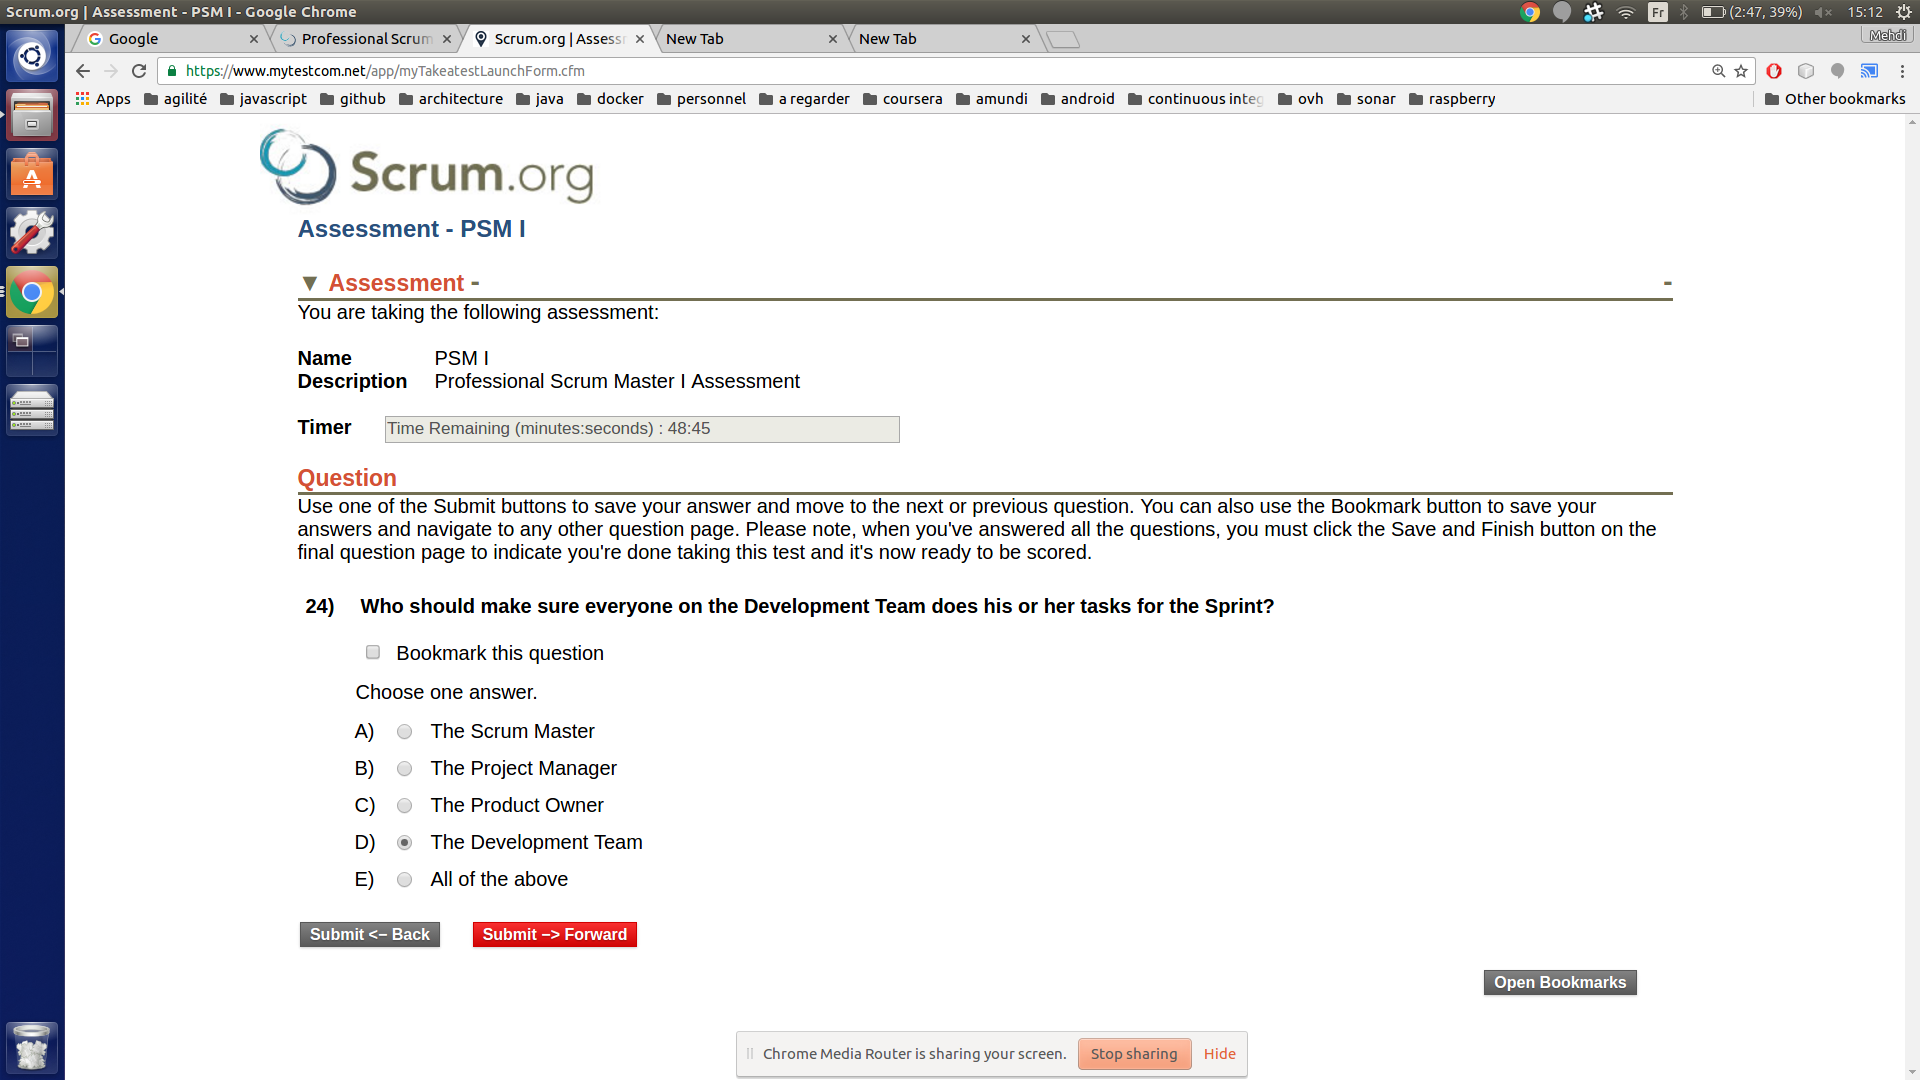 Scrum.org | Assessment - PSM I - Google Chrome
Fr
(2:47, 39%)
15:12
Google
Professional Scrum
Scrum.org | Assess
New Tab
New Tab
Mehdi
https://www.mytestcom.net/app/myTakeatestLaunchForm.cfm
Apps agilité javascript github architecture java docker personnel a regarder coursera amundi android continuous integ ovh sonar raspberry Other bookmarks
Scrum.org
Assessment - PSM I
▼ Assessment - -
You are taking the following assessment:
Name PSM I
Description Professional Scrum Master I Assessment
Timer Time Remaining (minutes:seconds) : 48:45
Question
Use one of the Submit buttons to save your answer and move to the next or previous question. You can also use the Bookmark button to save your
answers and navigate to any other question page. Please note, when you've answered all the questions, you must click the Save and Finish button on the
final question page to indicate you're done taking this test and it's now ready to be scored.
24) Who should make sure everyone on the Development Team does his or her tasks for the Sprint?
Bookmark this question
Choose one answer.
A) The Scrum Master
B) The Project Manager
C) The Product Owner
D) The Development Team
E) All of the above
Submit <– Back Submit –> Forward
Open Bookmarks
Chrome Media Router is sharing your screen. Stop sharing Hide